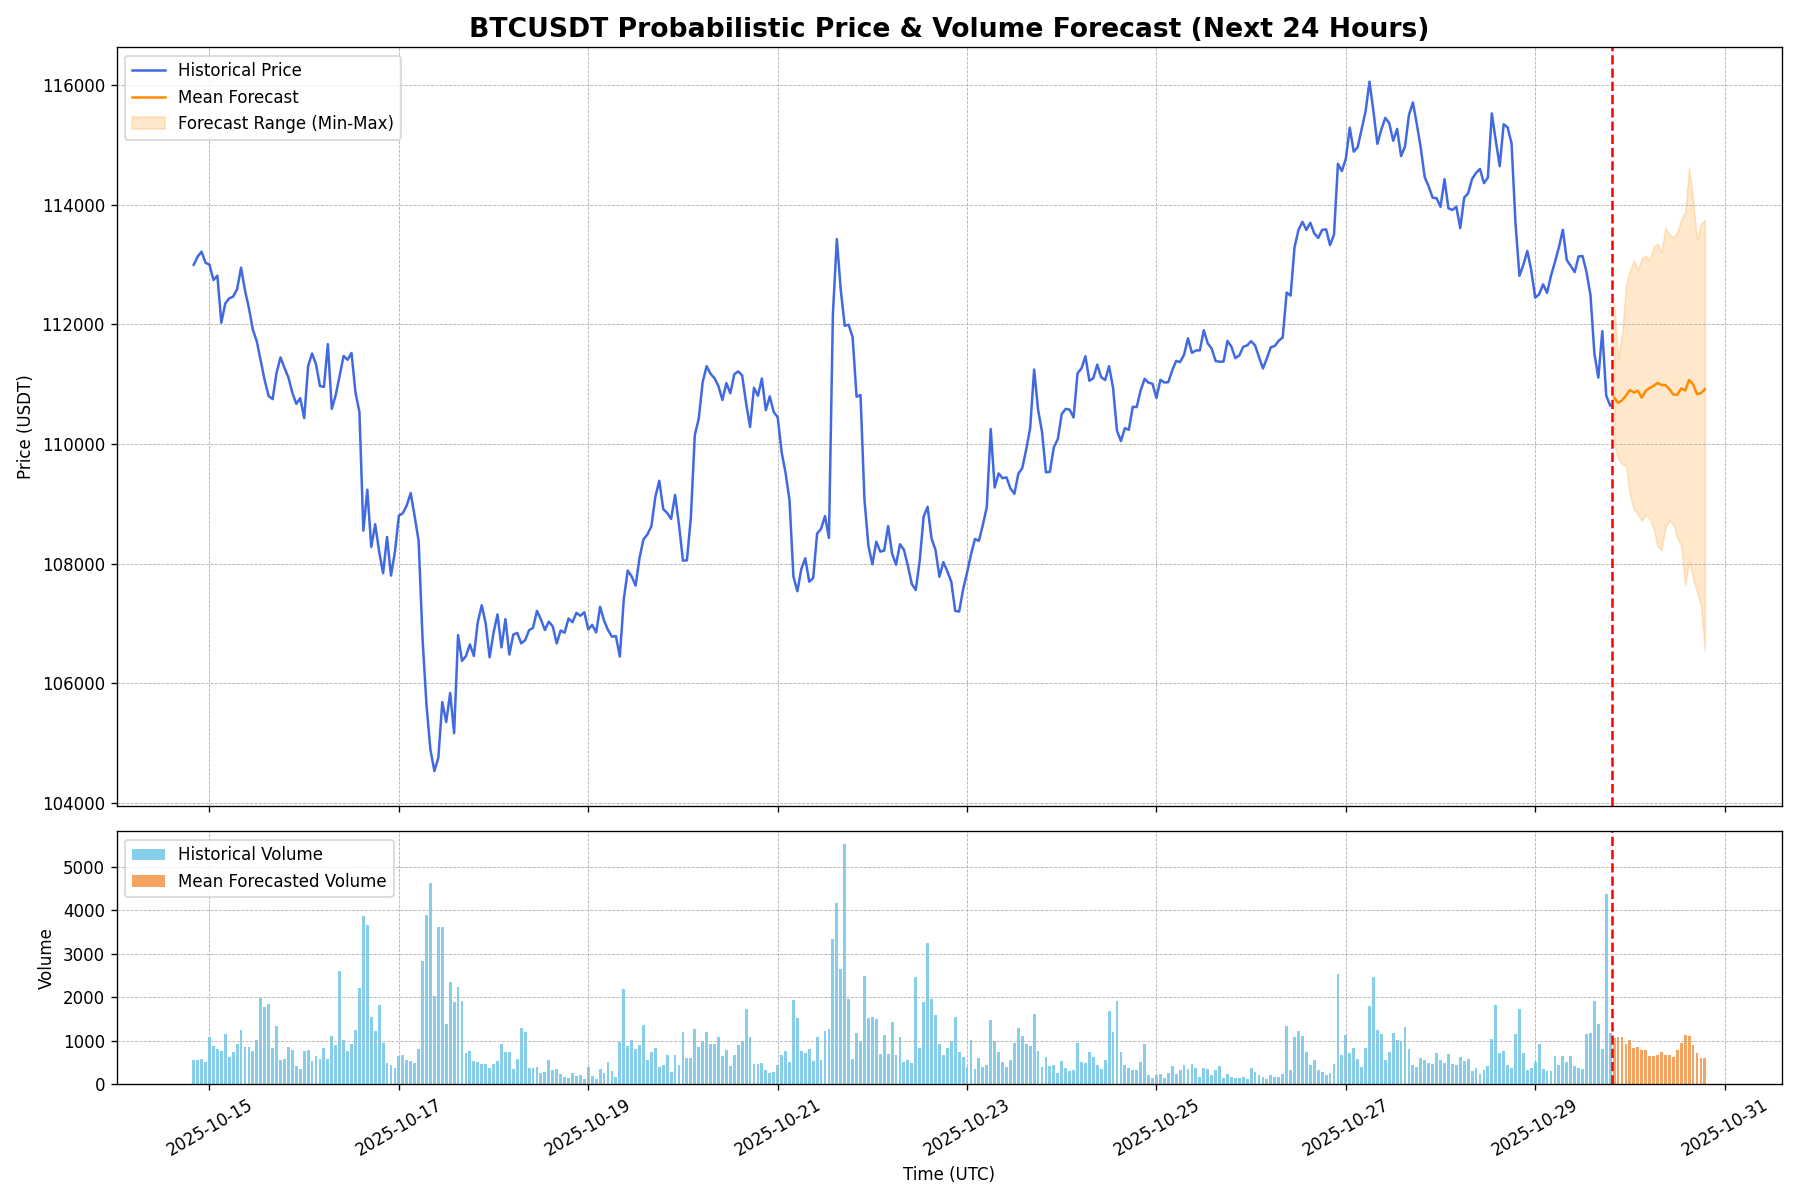 BTCUSDT Probabilistic Price & Volume Forecast (Next 24 Hours)
Historical Price
Mean Forecast
Forecast Range (Min-Max)
Price (USDT)
116000
114000
112000
110000
108000
106000
104000
Historical Volume
Mean Forecasted Volume
Volume
5000
4000
3000
2000
1000
0
2025-10-15
2025-10-17
2025-10-19
2025-10-21
2025-10-23
2025-10-25
2025-10-27
2025-10-29
2025-10-31
Time (UTC)